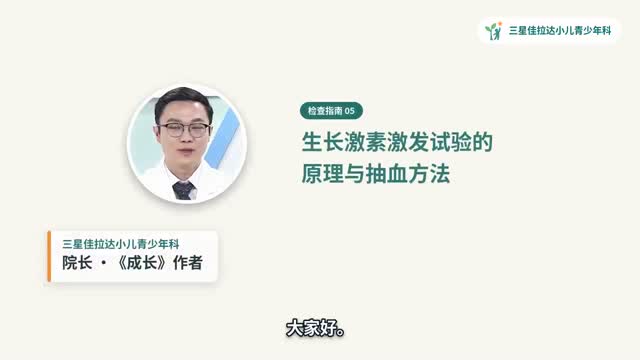 三星佳拉达小儿青少年科
检查指南 05
生长激素激发试验的
原理与抽血方法
三星佳拉达小儿青少年科
院长 ·《成长》作者
大家好。